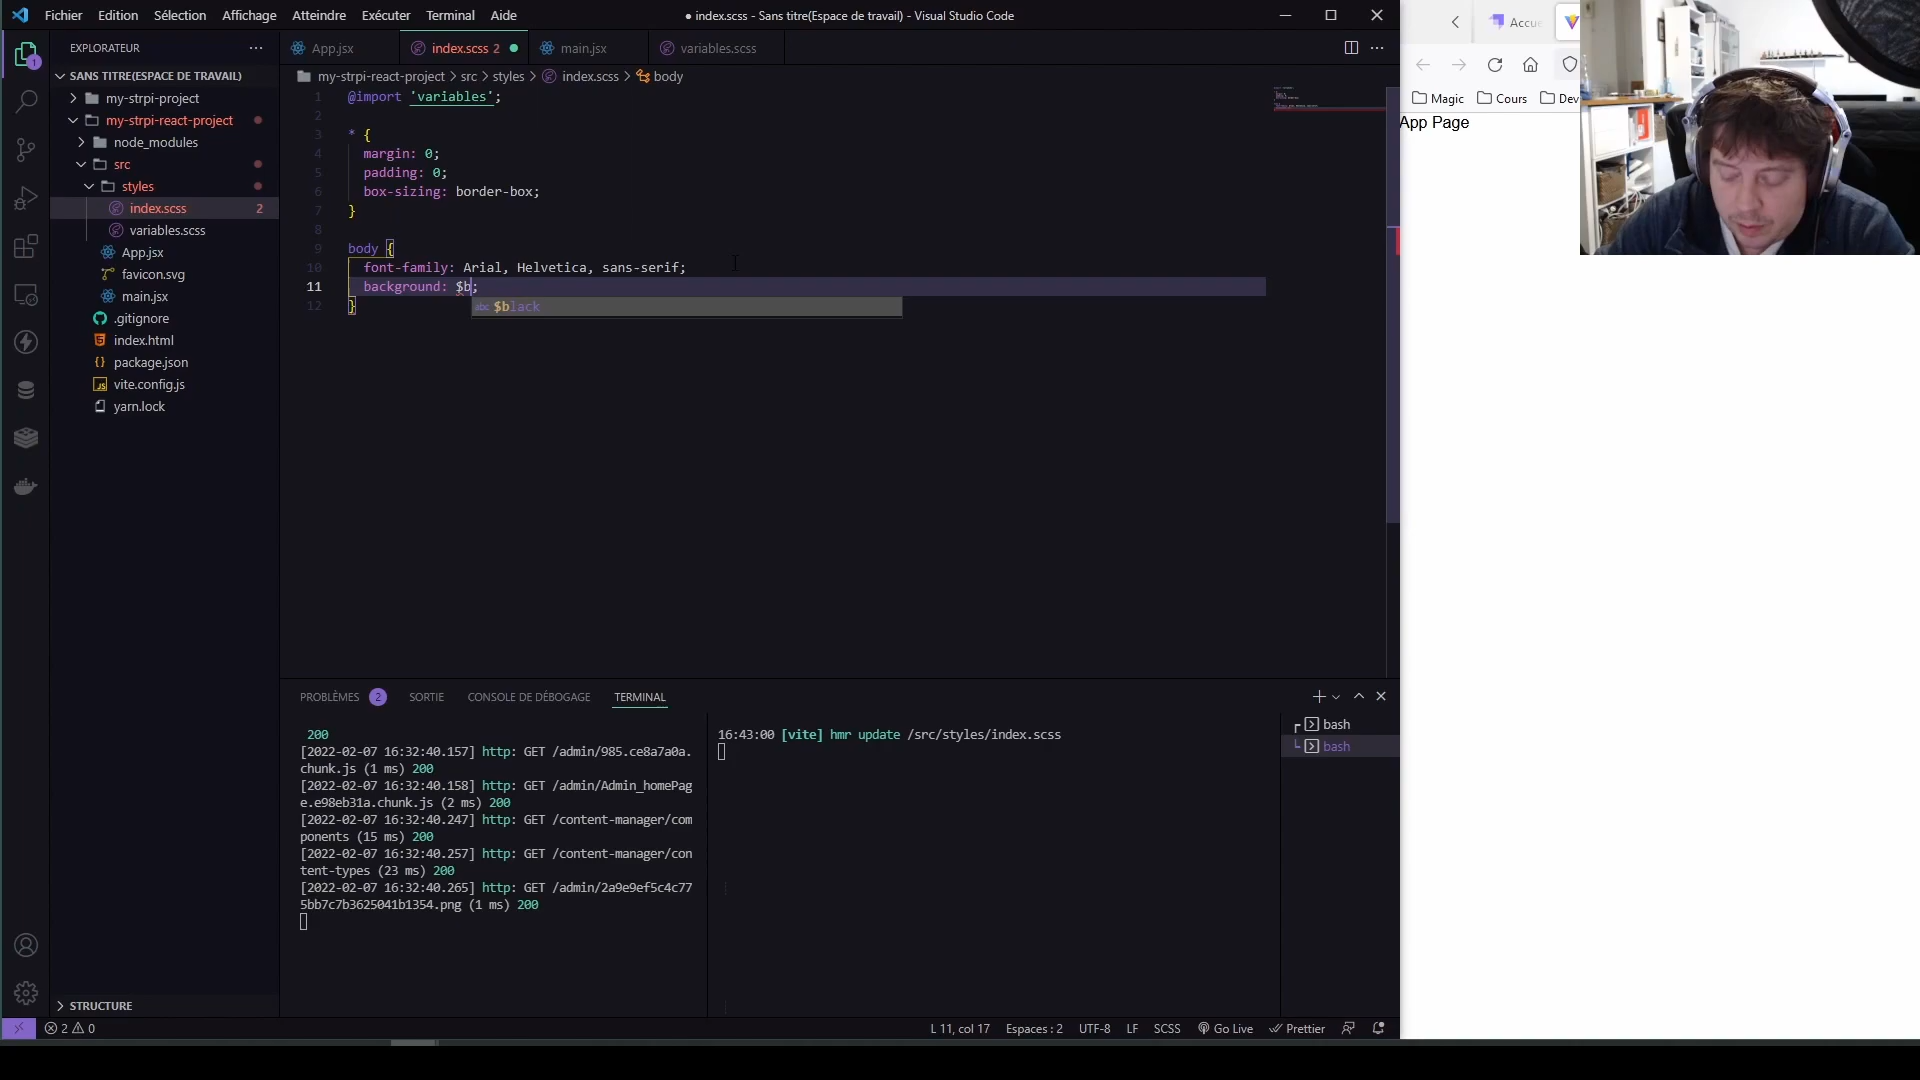 Fichier Edition Sélection Affichage Atteindre Exécuter Terminal Aide
● index.scss - Sans titre(Espace de travail) - Visual Studio Code
EXPLORATEUR
SANS TITRE(ESPACE DE TRAVAIL)
my-strpi-project
my-strpi-react-project
node_modules
src
styles
index.scss 2
variables.scss
App.jsx
favicon.svg
main.jsx
.gitignore
index.html
package.json
vite.config.js
yarn.lock
STRUCTURE
App.jsx index.scss 2 main.jsx variables.scss
my-strpi-react-project > src > styles > index.scss > body
1 @import 'variables';
2
3 * {
4 margin: 0;
5 padding: 0;
6 box-sizing: border-box;
7 }
8
9 body {
10 font-family: Arial, Helvetica, sans-serif;
11 background: $b;
12 }
abc $black
PROBLÈMES 2 SORTIE CONSOLE DE DÉBOGAGE TERMINAL
200
[2022-02-07 16:32:40.157] http: GET /admin/985.ce8a7a0a.
chunk.js (1 ms) 200
[2022-02-07 16:32:40.158] http: GET /admin/Admin_homePag
e.e98eb31a.chunk.js (2 ms) 200
[2022-02-07 16:32:40.247] http: GET /content-manager/com
ponents (15 ms) 200
[2022-02-07 16:32:40.257] http: GET /content-manager/con
tent-types (23 ms) 200
[2022-02-07 16:32:40.265] http: GET /admin/2a9e9ef5c4c77
5bb7c7b3625041b1354.png (1 ms) 200
16:43:00 [vite] hmr update /src/styles/index.scss
bash
bash
2 0
L 11, col 17 Espaces : 2 UTF-8 LF SCSS Go Live Prettier
1
Accue
Magic Cours Dev
App Page